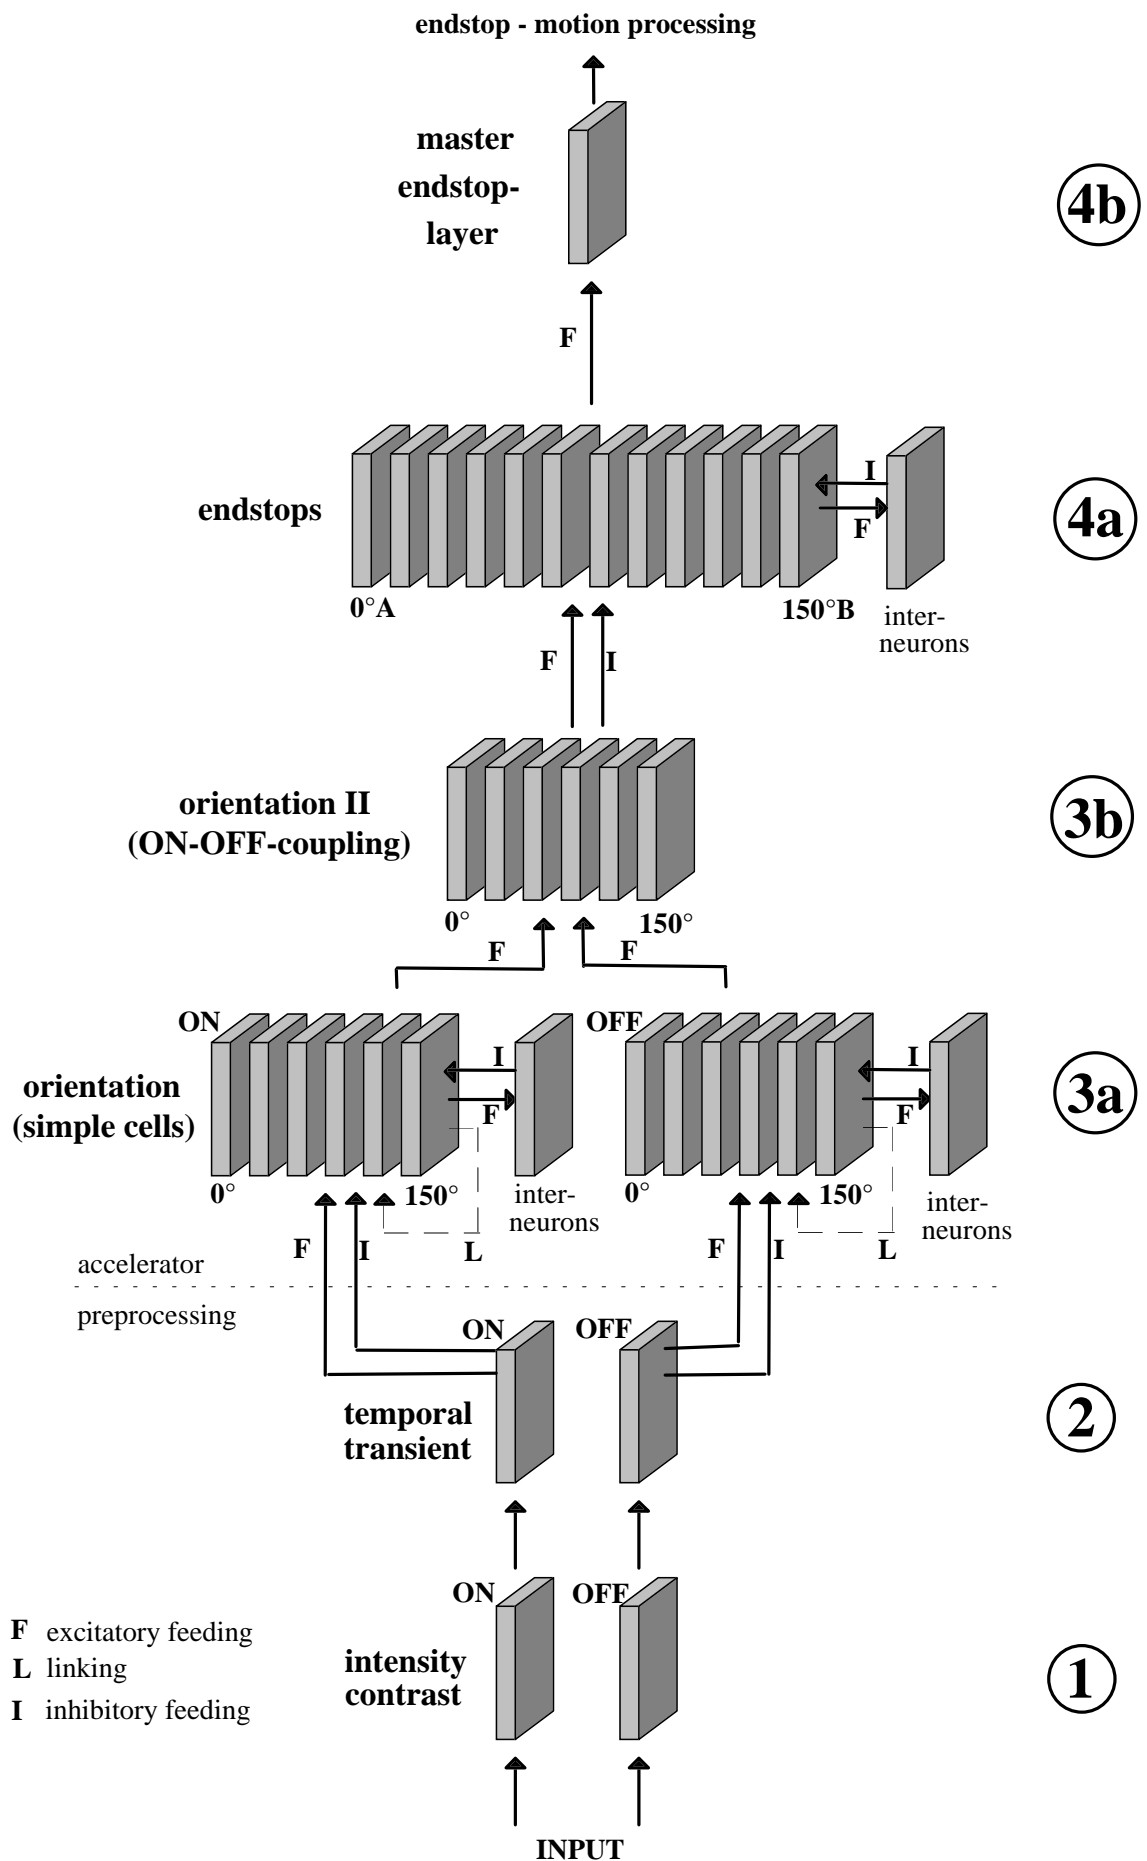 endstop - motion processing
master
endstop-
layer
4b
F
endstops
I
F
4a
0°A
150°B
inter-
neurons
F
I
orientation II
(ON-OFF-coupling)
3b
0°
150°
F
F
ON
OFF
orientation
(simple cells)
I
F
I
F
3a
0°
150°
inter-
neurons
0°
150°
inter-
neurons
F
I
L
F
I
L
accelerator
preprocessing
ON
OFF
temporal
transient
2
ON
OFF
F excitatory feeding
L linking
I inhibitory feeding
intensity
contrast
1
INPUT